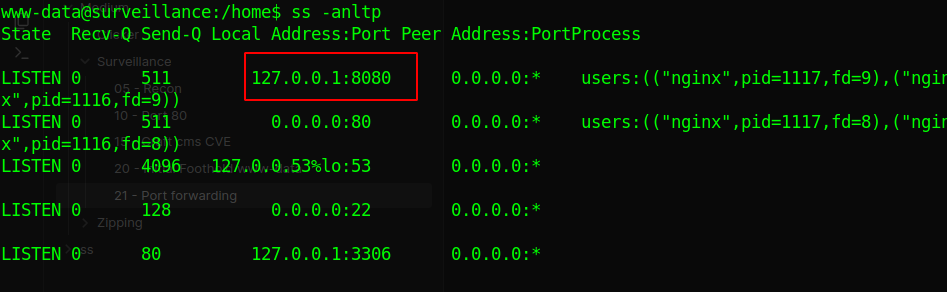 www-data@surveillance:/home$ ss -anltp
State Recv-Q Send-Q Local Address:Port Peer Address:PortProcess
Surveillance
LISTEN 0 511 127.0.0.1:8080 0.0.0.0:* users:(("nginx",pid=1117,fd=9),("ngin
05 - Recon
x",pid=1116,fd=9))
10 - Port 80
LISTEN 0 511 0.0.0.0:80 0.0.0.0:* users:(("nginx",pid=1117,fd=8),("ngin
x",pid=1116,fd=8))
cms CVE
LISTEN 0 4096 127.0.0.53%lo:53 0.0.0.0:*
20 - Foothold
21 - Port forwarding
LISTEN 0 128 0.0.0.0:22 0.0.0.0:*
Zipping
ss
LISTEN 0 80 127.0.0.1:3306 0.0.0.0:*